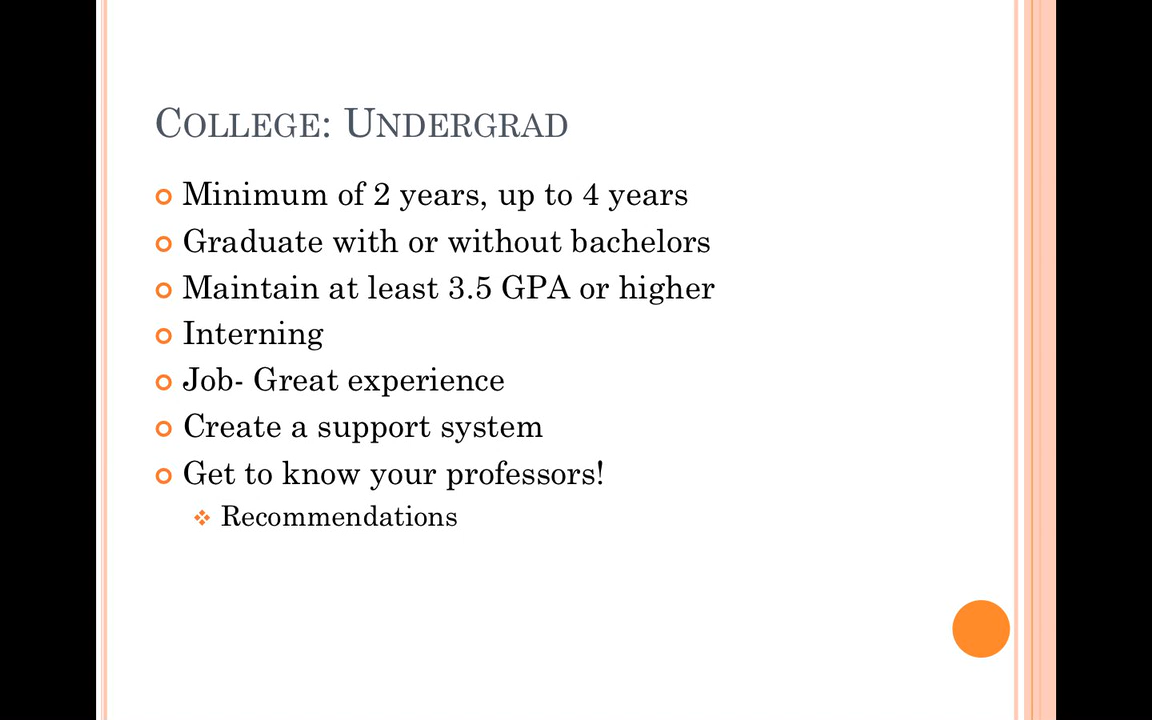 College: Undergrad
Minimum of 2 years, up to 4 years
Graduate with or without bachelors
Maintain at least 3.5 GPA or higher
Interning
Job- Great experience
Create a support system
Get to know your professors!
Recommendations